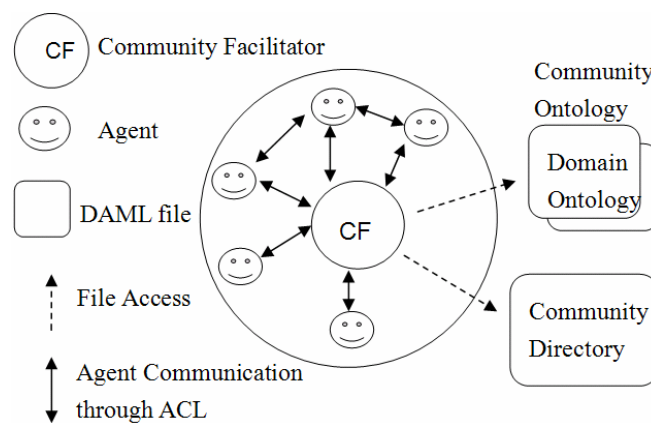 CF
Community Facilitator
Agent
DAML file
File Access
Agent Communication
through ACL
CF
Community
Ontology
Domain
Ontology
Community
Directory